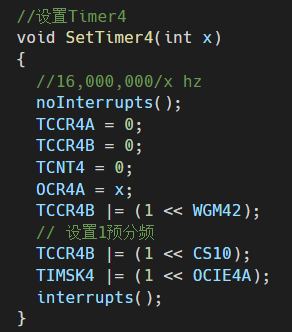 //设置Timer4
void SetTimer4(int x)
{
  //16,000,000/x hz
  noInterrupts();
  TCCR4A = 0;
  TCCR4B = 0;
  TCNT4 = 0;
  OCR4A = x;
  TCCR4B |= (1 << WGM42);
  // 设置1预分频
  TCCR4B |= (1 << CS10);
  TIMSK4 |= (1 << OCIE4A);
  interrupts();
}